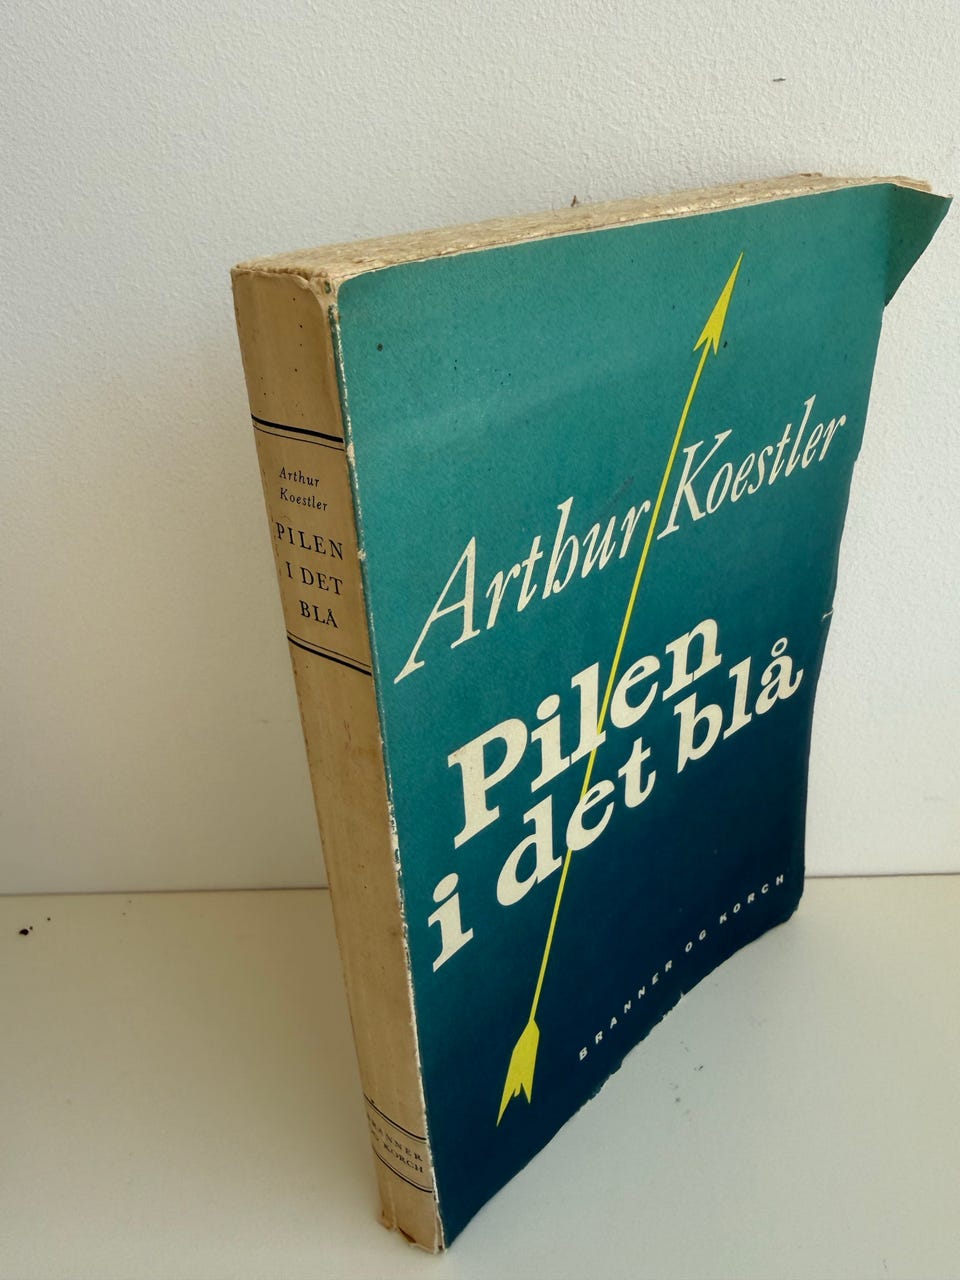 Arthur
Koestler
PILEN
I DET
BLÅ
BRANNER
OG KORCH
Arthur Koestler
Pilen
i det blå
BRANNER OG KORCH